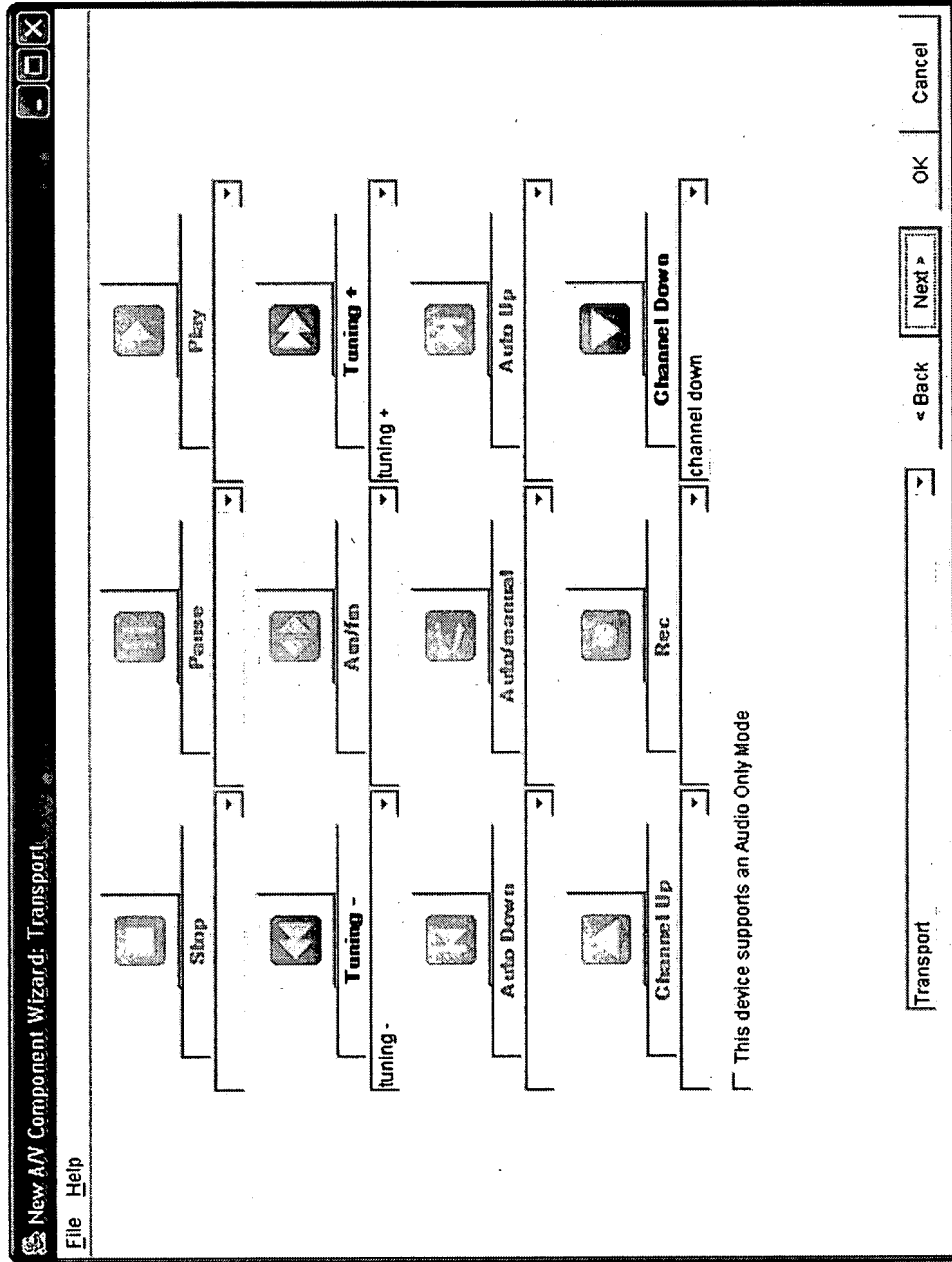 New A/V Component Wizard: Transport
File Help
Stop Pause Play
Tuning - Am/fm Tuning +
tuning - tuning +
Auto Down Auto/manual Auto Up
Channel Up Rec Channel Down
channel down
This device supports an Audio Only Mode
Transport « Back Next » OK Cancel